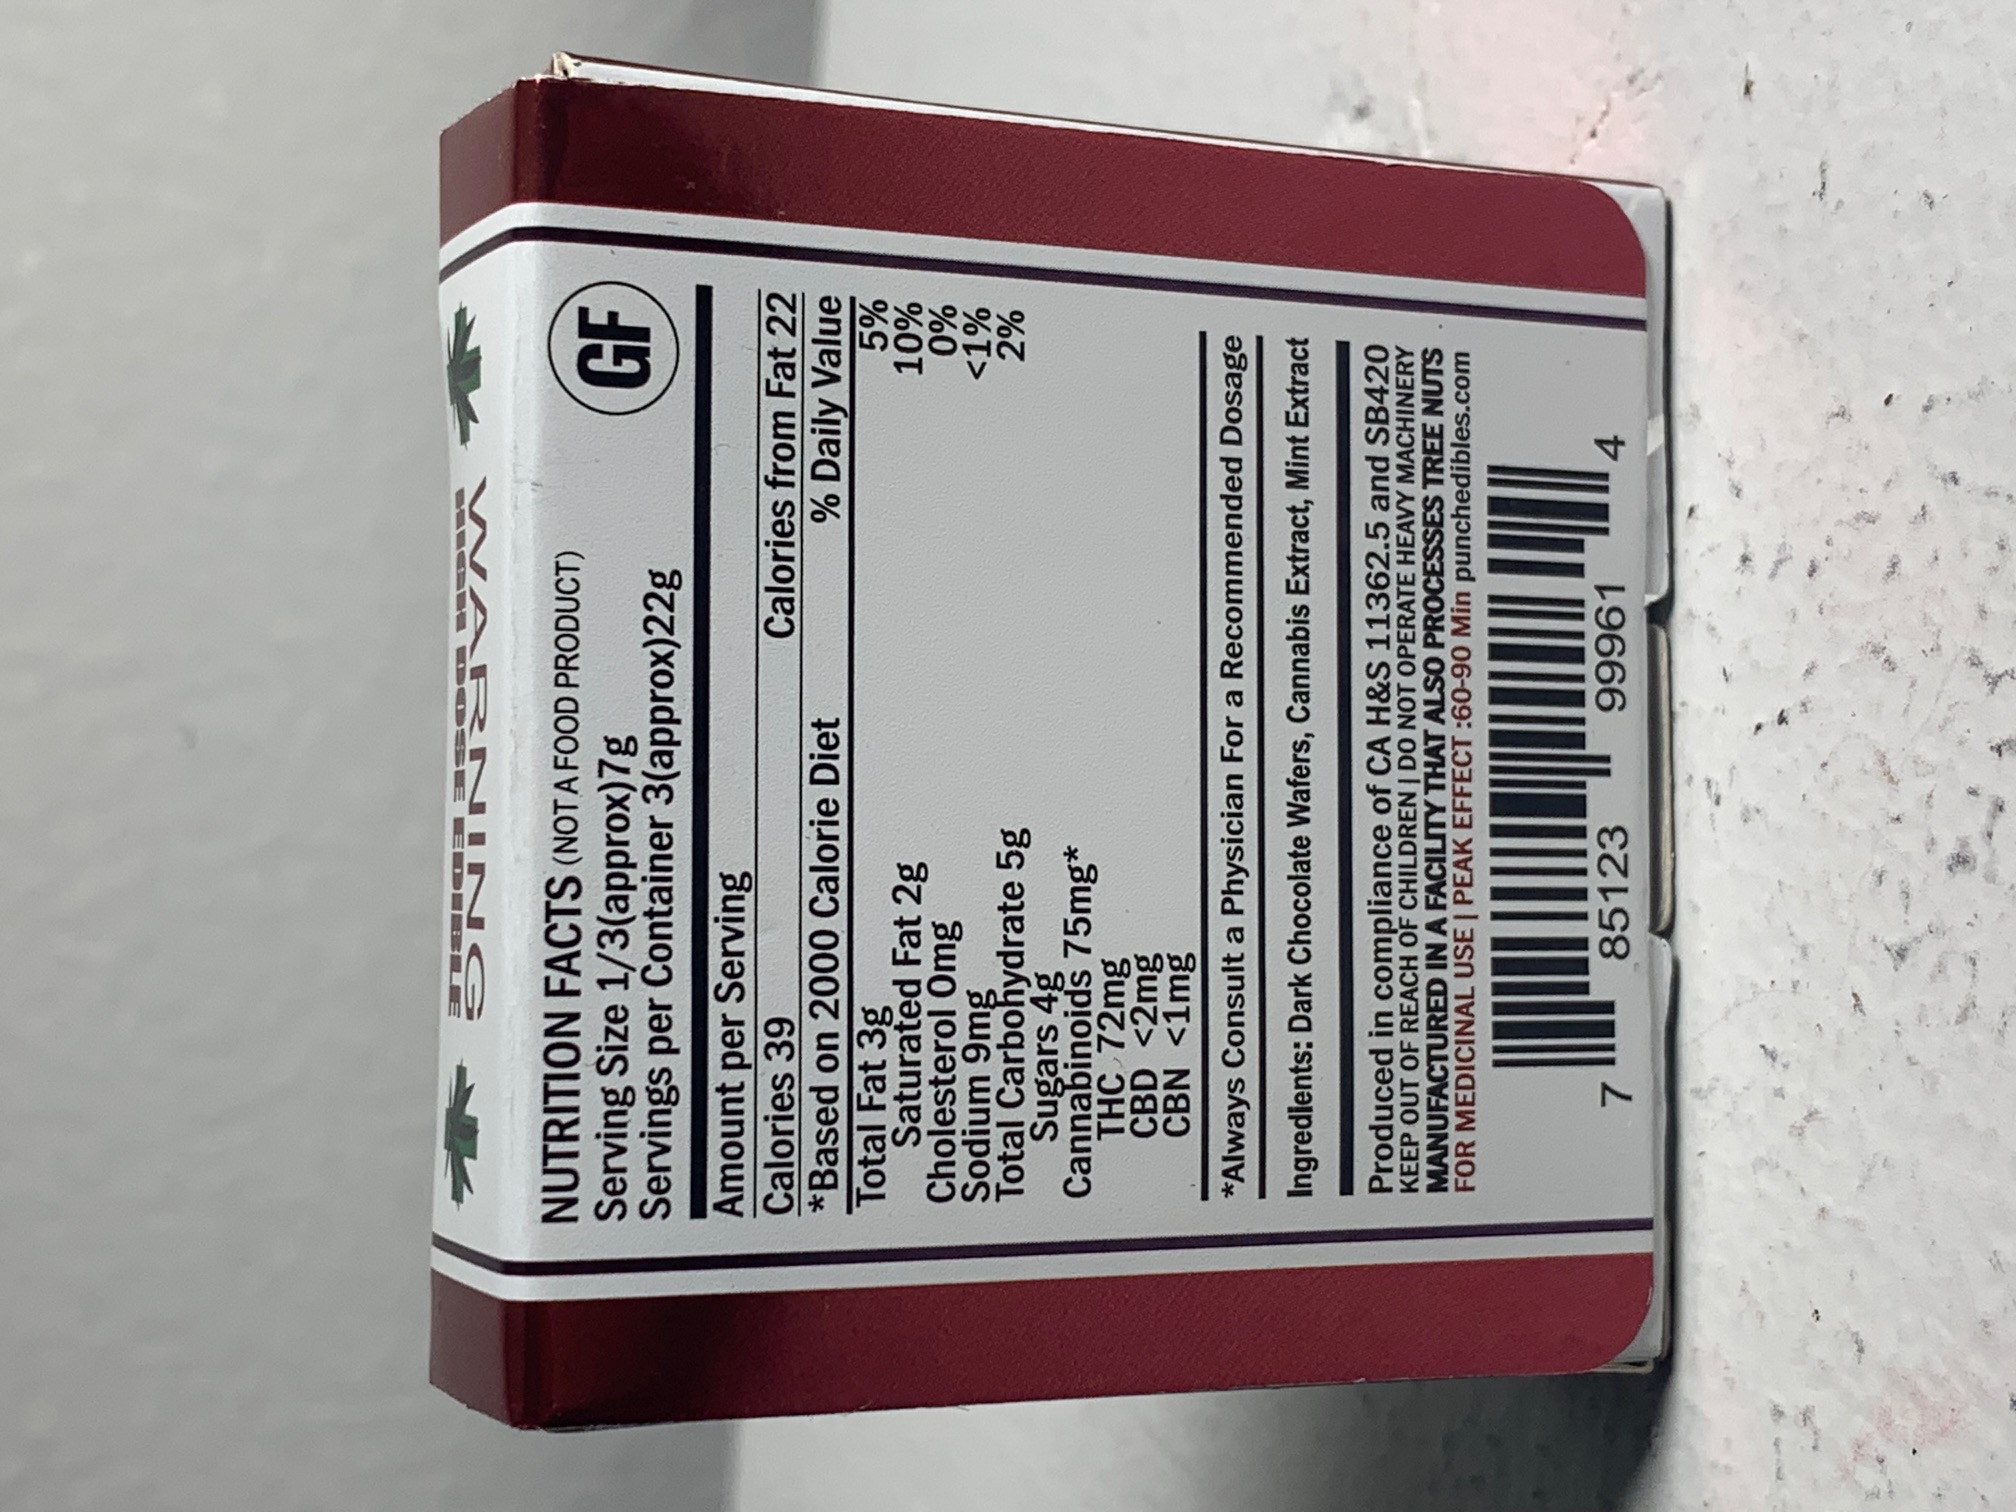 WARNING
HIGH DOSE EDIBLE
NUTRITION FACTS (NOT A FOOD PRODUCT)
GF
Serving Size 1/3(approx)7g
Servings per Container 3(approx)22g
Amount per Serving
Calories 39 Calories from Fat 22
*Based on 2000 Calorie Diet % Daily Value
Total Fat 3g 5%
Saturated Fat 2g 10%
Cholesterol 0mg 0%
Sodium 9mg <1%
Total Carbohydrate 5g 2%
Sugars 4g
Cannabinoids 75mg*
THC 72mg
CBD <2mg
CBN <1mg
*Always Consult a Physician For a Recommended Dosage
Ingredients: Dark Chocolate Wafers, Cannabis Extract, Mint Extract
Produced in compliance of CA H&S 11362.5 and SB420
KEEP OUT OF REACH OF CHILDREN | DO NOT OPERATE HEAVY MACHINERY
MANUFACTURED IN A FACILITY THAT ALSO PROCESSES TREE NUTS
FOR MEDICINAL USE | PEAK EFFECT :60-90 Min punchedibles.com
7 85123 99961 4